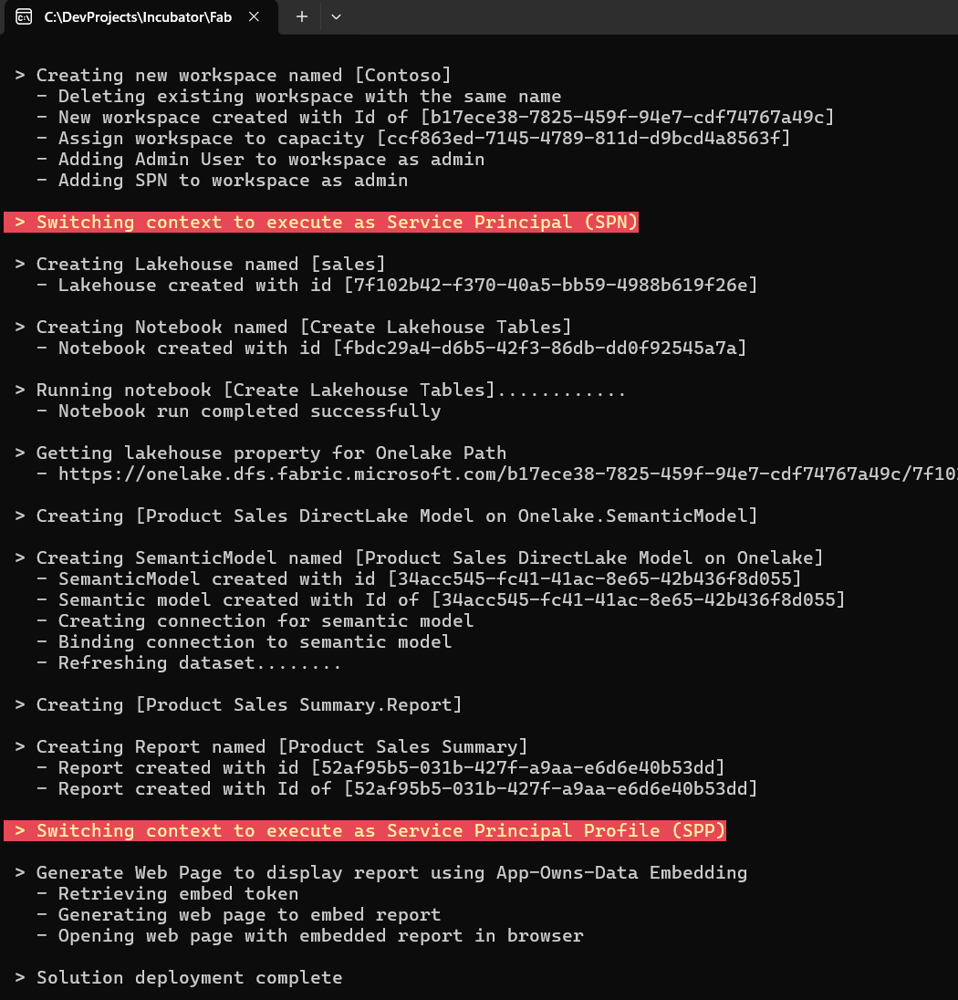 C:\DevProjects\Incubator\Fab
> Creating new workspace named [Contoso]
- Deleting existing workspace with the same name
- New workspace created with Id of [b17ece38-7825-459f-94e7-cdf74767a49c]
- Assign workspace to capacity [ccf863ed-7145-4789-811d-d9bcd4a8563f]
- Adding Admin User to workspace as admin
- Adding SPN to workspace as admin
> Switching context to execute as Service Principal (SPN)
> Creating Lakehouse named [sales]
- Lakehouse created with id [7f102b42-f370-40a5-bb59-4988b619f26e]
> Creating Notebook named [Create Lakehouse Tables]
- Notebook created with id [fbdc29a4-d6b5-42f3-86db-dd0f92545a7a]
> Running notebook [Create Lakehouse Tables]............
- Notebook run completed successfully
> Getting lakehouse property for Onelake Path
- https://onelake.dfs.fabric.microsoft.com/b17ece38-7825-459f-94e7-cdf74767a49c/7f102
> Creating [Product Sales DirectLake Model on Onelake.SemanticModel]
> Creating SemanticModel named [Product Sales DirectLake Model on Onelake]
- SemanticModel created with id [34acc545-fc41-41ac-8e65-42b436f8d055]
- Semantic model created with Id of [34acc545-fc41-41ac-8e65-42b436f8d055]
- Creating connection for semantic model
- Binding connection to semantic model
- Refreshing dataset........
> Creating [Product Sales Summary.Report]
> Creating Report named [Product Sales Summary]
- Report created with id [52af95b5-031b-427f-a9aa-e6d6e40b53dd]
- Report created with Id of [52af95b5-031b-427f-a9aa-e6d6e40b53dd]
> Switching context to execute as Service Principal Profile (SPP)
> Generate Web Page to display report using App-Owns-Data Embedding
- Retrieving embed token
- Generating web page to embed report
- Opening web page with embedded report in browser
> Solution deployment complete